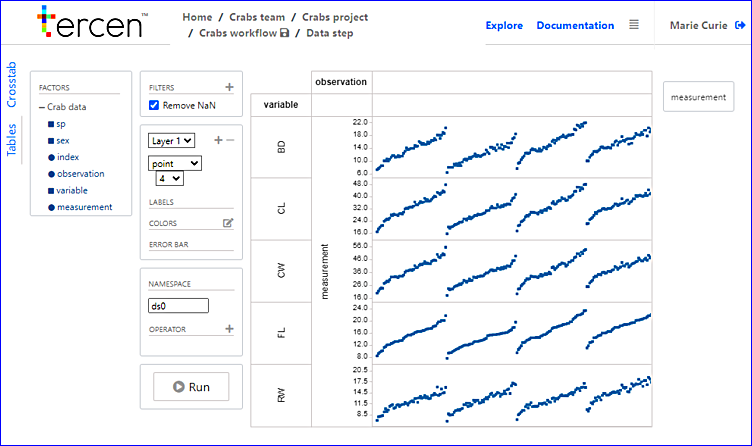 tercen™
Home / Crabs team / Crabs project
/ Crabs workflow / Data step
Explore
Documentation
Marie Curie
Crosstab
Tables
FACTORS
Crab data
sp
sex
index
observation
variable
measurement
FILTERS
Remove NaN
Layer 1
point
4
LABELS
COLORS
ERROR BAR
NAMESPACE
ds0
OPERATOR
Run
observation
variable
measurement
BD
22.0
18.0
14.0
10.0
6.0
CL
48.0
40.0
32.0
24.0
16.0
CW
56.0
46.0
36.0
26.0
16.0
FL
24.0
20.0
16.0
12.0
8.0
RW
20.5
17.5
14.5
11.5
8.5
measurement